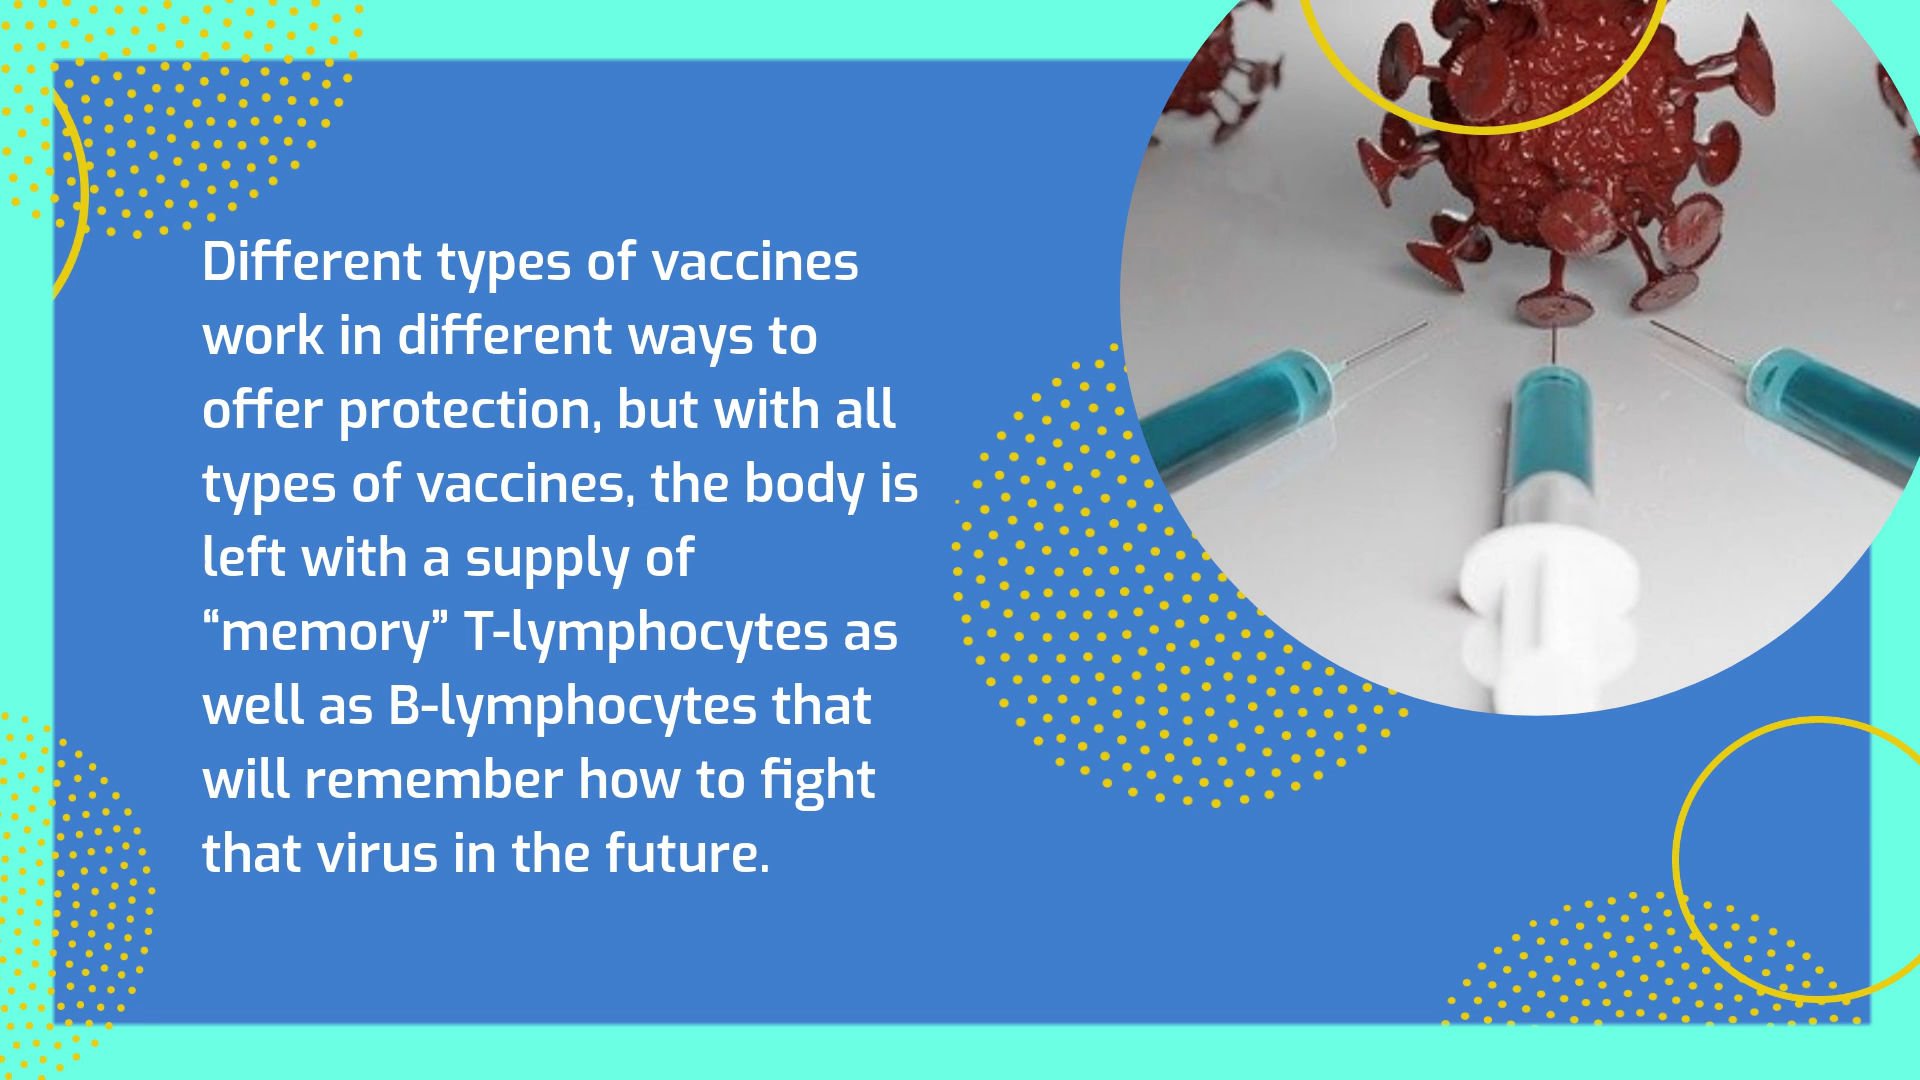 Different types of vaccines
work in different ways to
offer protection, but with all
types of vaccines, the body is
left with a supply of
“memory” T-lymphocytes as
well as B-lymphocytes that
will remember how to fight
that virus in the future.